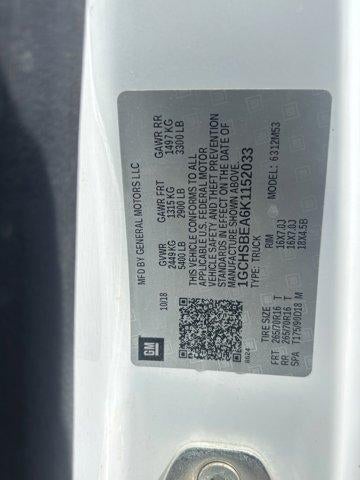 MFD BY GENERAL MOTORS LLC
10/18
GVWR
2449 KG
5400 LB
GAWR FRT
1315 KG
2900 LB
GAWR RR
1497 KG
3300 LB
THIS VEHICLE CONFORMS TO ALL
APPLICABLE U.S. FEDERAL MOTOR
VEHICLE SAFETY AND THEFT PREVENTION
STANDARDS IN EFFECT ON THE DATE OF
MANUFACTURE SHOWN ABOVE.
1GCHSBEA6K1152033
TYPE: TRUCK
MODEL: 6312M53
GM
8624
TIRE SIZE RIM
FRT 265/70R16 T 16X7.0J
RR 265/70R16 T 16X7.0J
SPA T175/90D18 M 18X4.5B